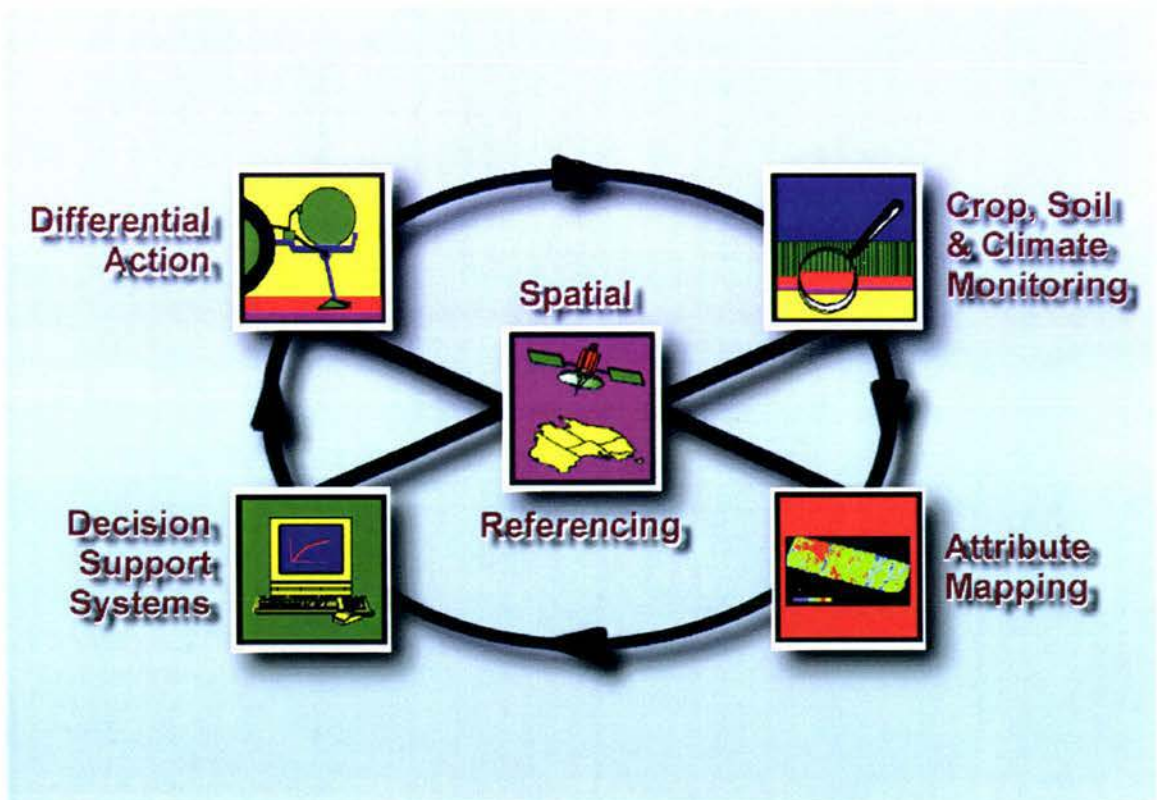 Differential
Action
Crop, Soil
& Climate
Monitoring
Spatial
Referencing
Decision
Support
Systems
Attribute
Mapping